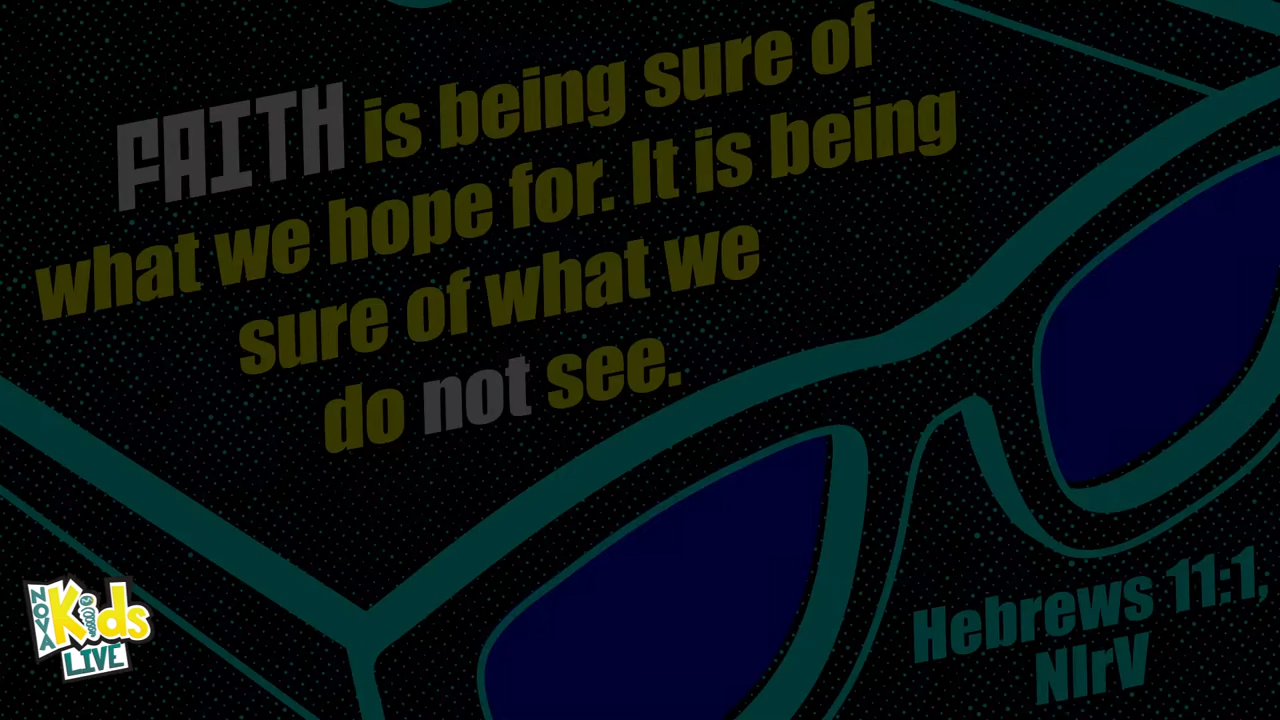 FAITH is being sure of
what we hope for. It is being
sure of what we
do not see.
NOVA
Kids
LIVE
Hebrews 11:1,
NIrV